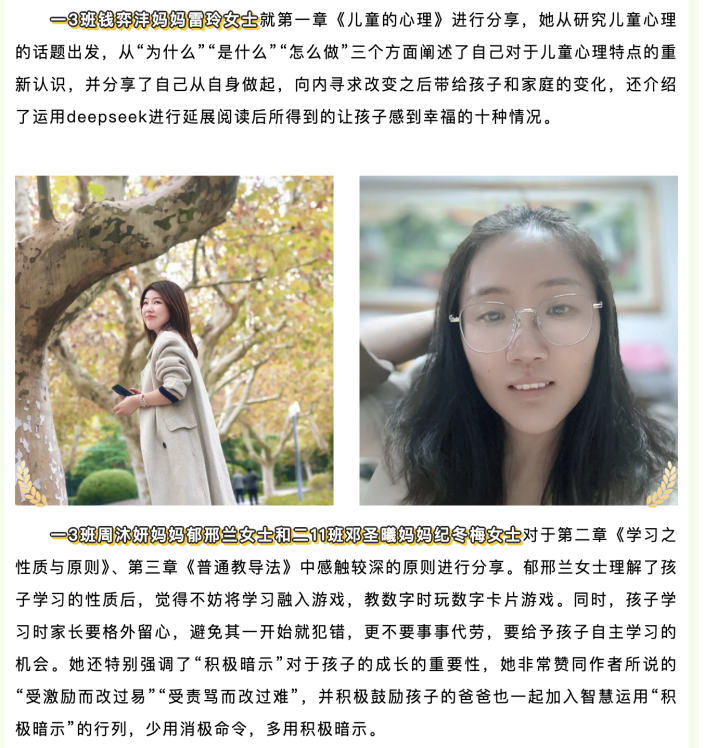 一3班钱弈沣妈妈雷玲女士就第一章《儿童的心理》进行分享，她从研究儿童心理
的话题出发，从“为什么”“是什么”“怎么做”三个方面阐述了自己对于儿童心理特点的重
新认识，并分享了自己从自身做起，向内寻求改变之后带给孩子和家庭的变化，还介绍
了运用deepseek进行延展阅读后所得到的让孩子感到幸福的十种情况。
一3班周沐妍妈妈郁邢兰女士和二11班邓圣曦妈妈纪冬梅女士对于第二章《学习之
性质与原则》、第三章《普通教导法》中感触较深的原则进行分享。郁邢兰女士理解了孩
子学习的性质后，觉得不妨将学习融入游戏，教数字时玩数字卡片游戏。同时，孩子学
习时家长要格外留心，避免其一开始就犯错，更不要事事代劳，要给予孩子自主学习的
机会。她还特别强调了“积极暗示”对于孩子的成长的重要性，她非常赞同作者所说的
“受激励而改过易”“受责骂而改过难”，并积极鼓励孩子的爸爸也一起加入智慧运用“积
极暗示”的行列，少用消极命令，多用积极暗示。